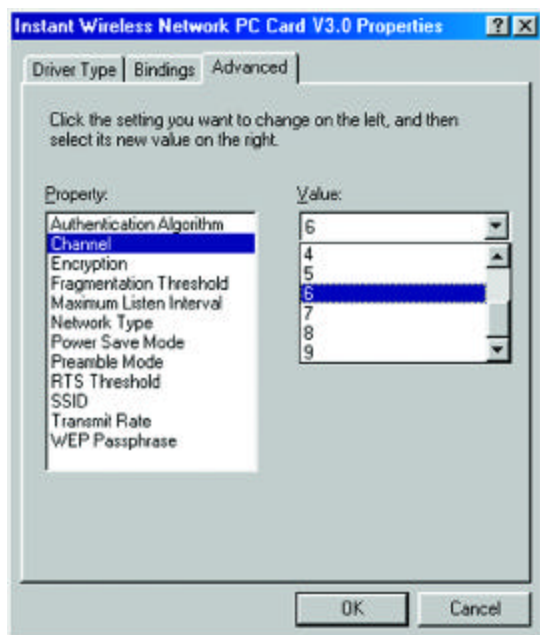 Instant Wireless Network PC Card V3.0 Properties
Driver Type Bindings Advanced
Click the setting you want to change on the left, and then
select its new value on the right.
Property:
Authentication Algorithm
Channel
Encryption
Fragmentation Threshold
Maximum Listen Interval
Network Type
Power Save Mode
Preamble Mode
RTS Threshold
SSID
Transmit Rate
WEP Passphrase
Value:
6
4
5
6
7
8
9
OK Cancel